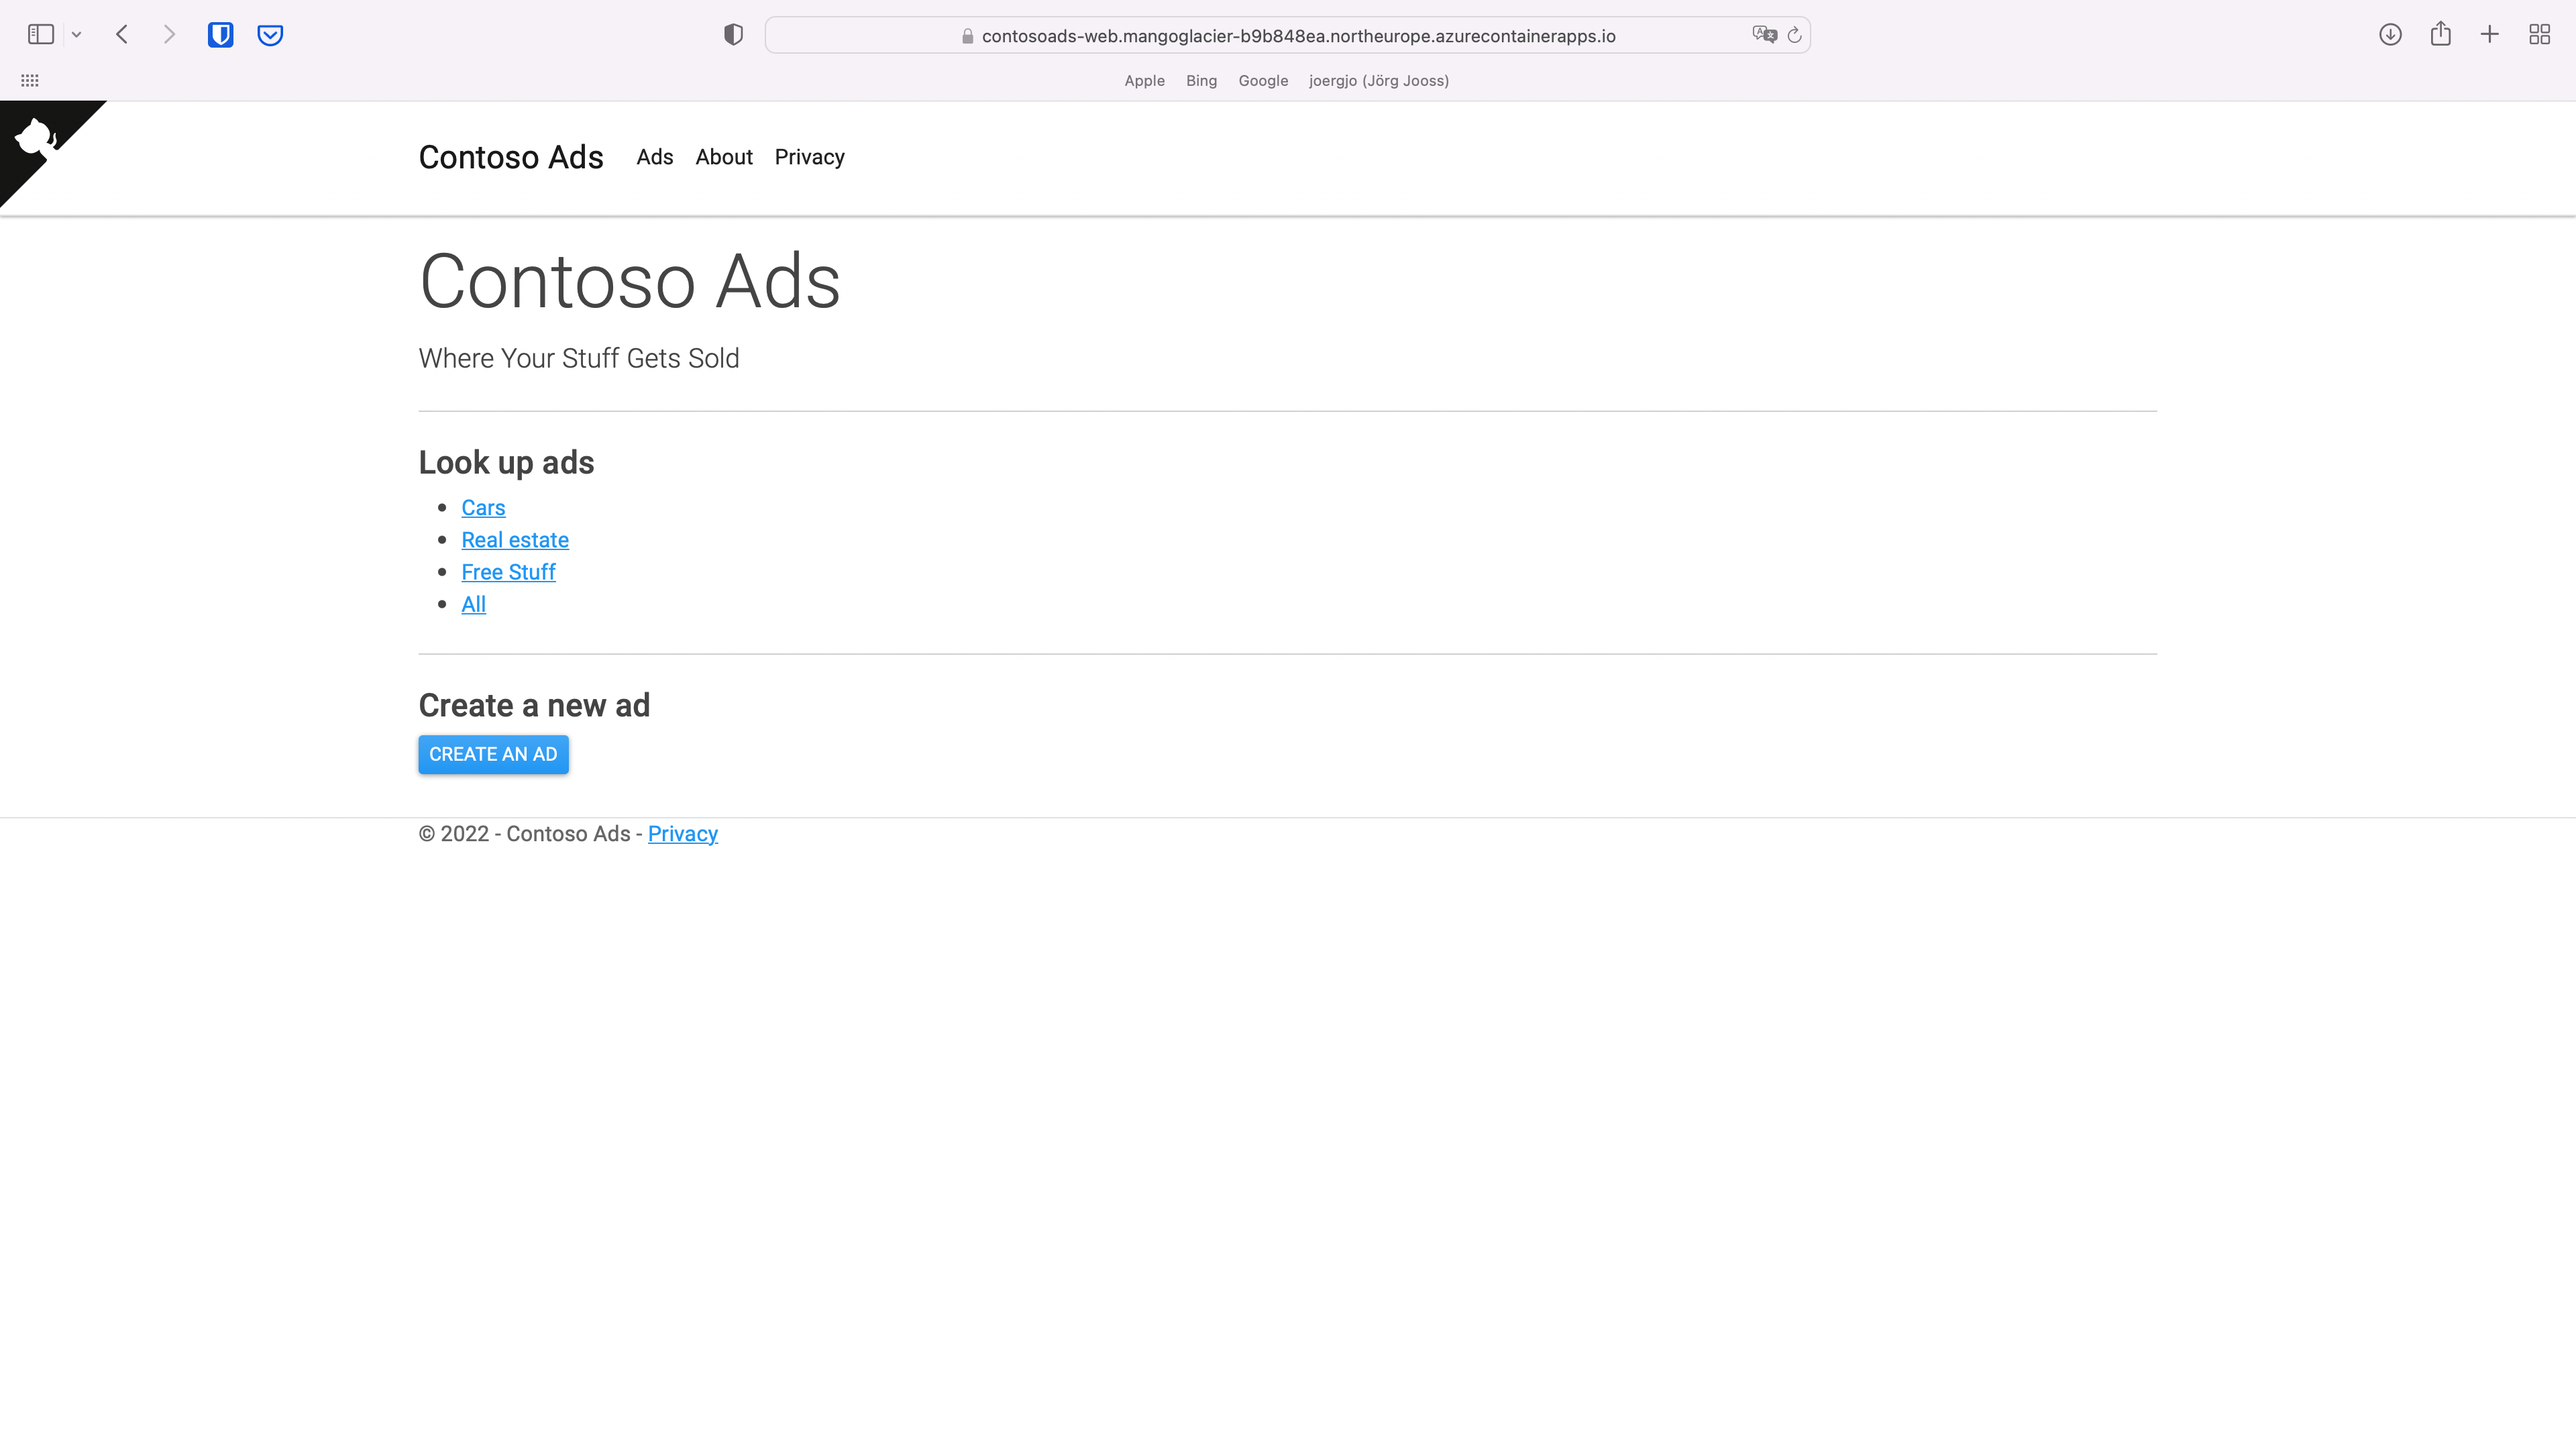 contosoads-web.mangoglacier-b9b848ea.northeurope.azurecontainerapps.io
Apple Bing Google joergjo (Jörg Jooss)
Contoso Ads Ads About Privacy
Contoso Ads
Where Your Stuff Gets Sold
Look up ads
Cars
Real estate
Free Stuff
All
Create a new ad
CREATE AN AD
© 2022 - Contoso Ads - Privacy